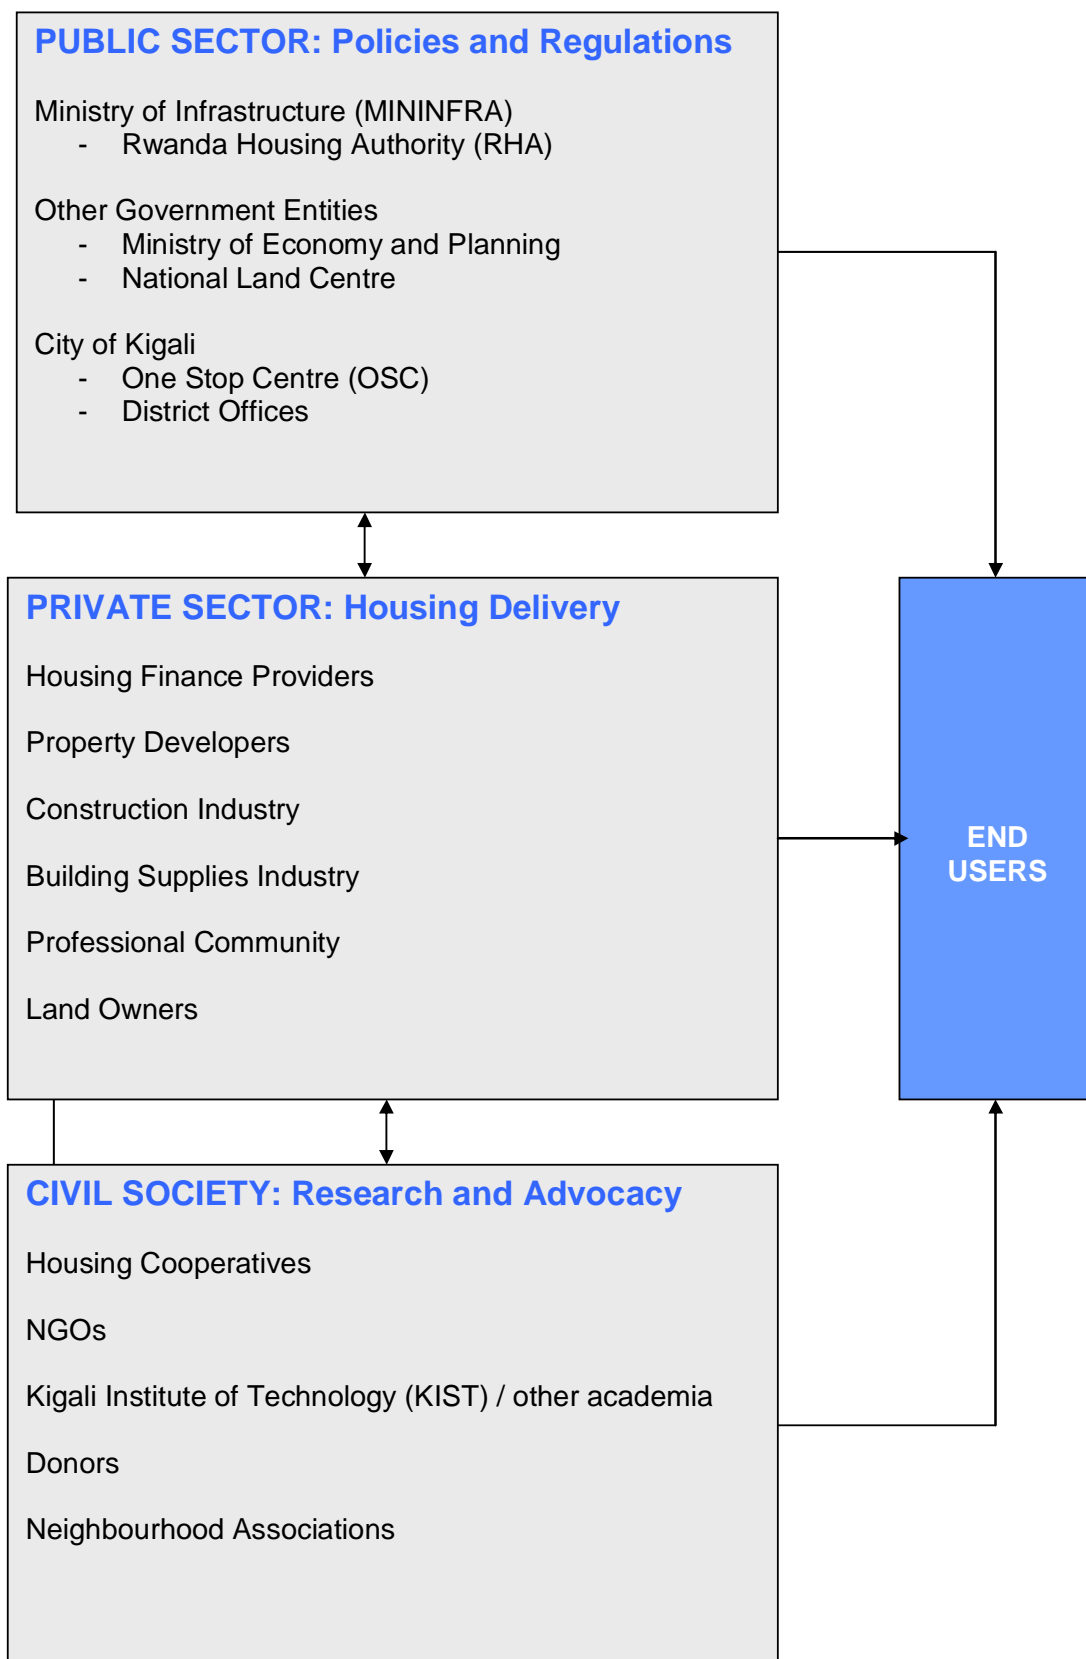 PUBLIC SECTOR: Policies and Regulations
Ministry of Infrastructure (MININFRA)
- Rwanda Housing Authority (RHA)
Other Government Entities
- Ministry of Economy and Planning
- National Land Centre
City of Kigali
- One Stop Centre (OSC)
- District Offices
PRIVATE SECTOR: Housing Delivery
Housing Finance Providers
Property Developers
Construction Industry
Building Supplies Industry
Professional Community
Land Owners
END
USERS
CIVIL SOCIETY: Research and Advocacy
Housing Cooperatives
NGOs
Kigali Institute of Technology (KIST) / other academia
Donors
Neighbourhood Associations